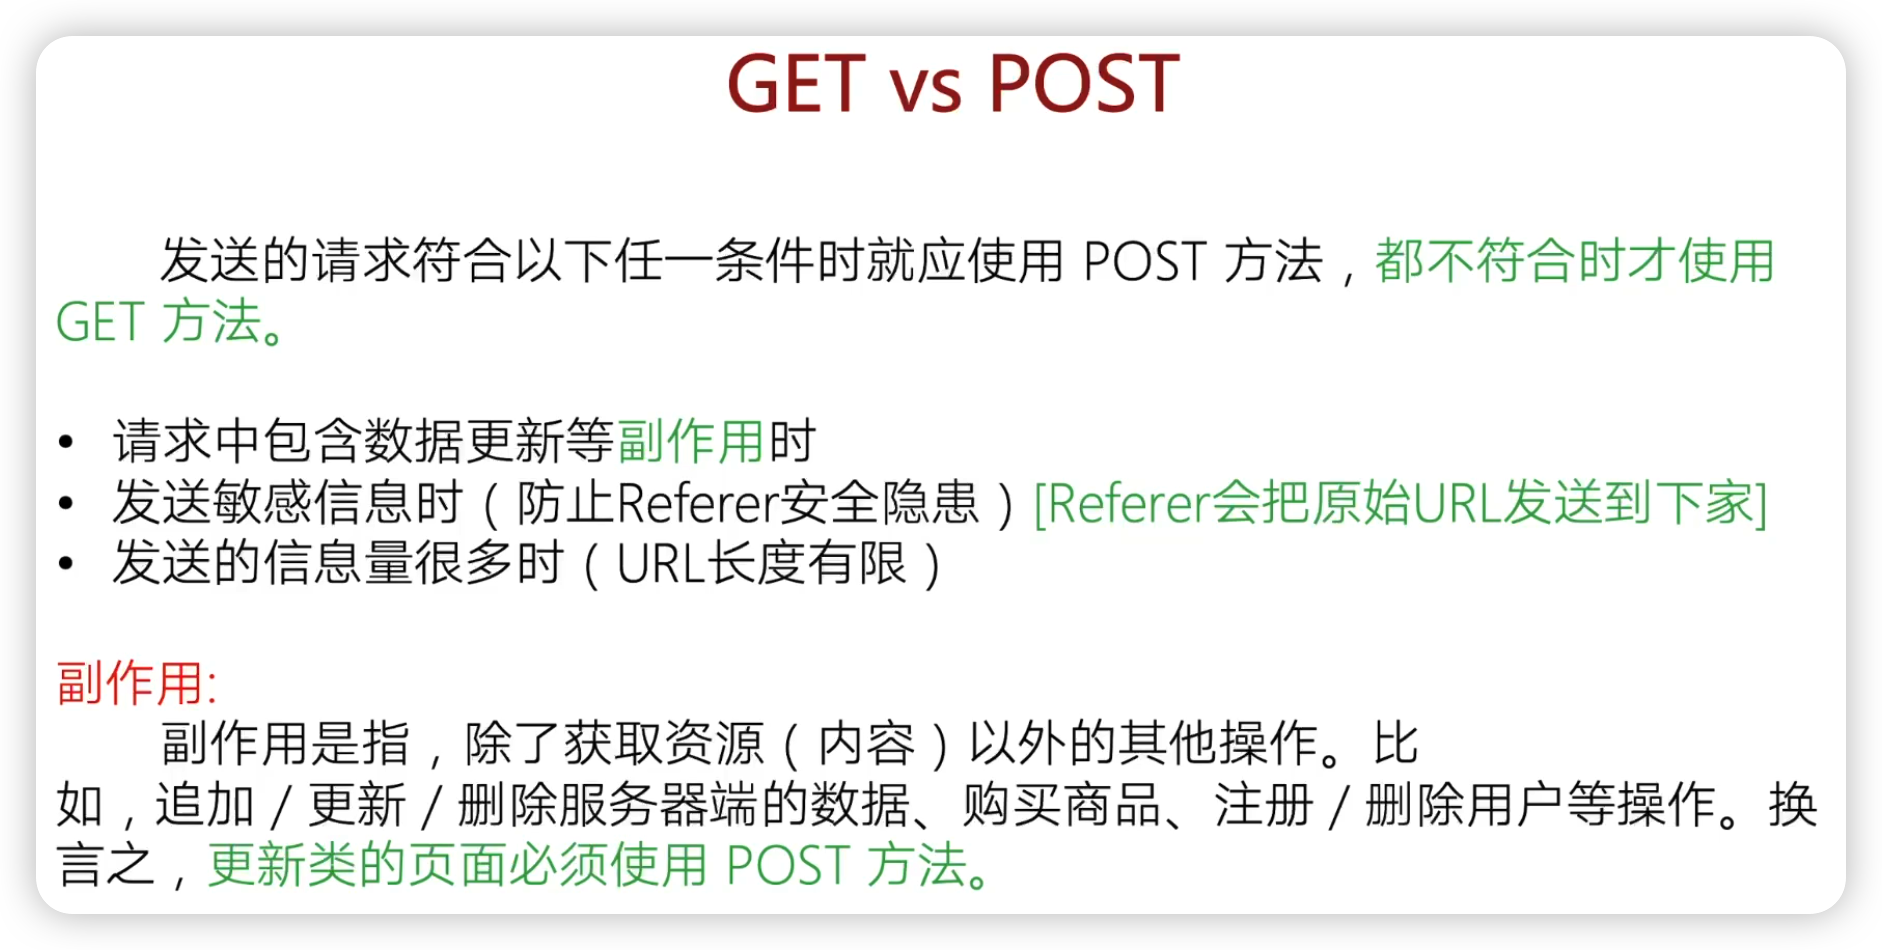 GET vs POST
发送的请求符合以下任一条件时就应使用 POST 方法，都不符合时才使用
GET 方法。
• 请求中包含数据更新等副作用时
• 发送敏感信息时（防止Referer安全隐患）[Referer会把原始URL发送到下家]
• 发送的信息量很多时（URL长度有限）
副作用:
副作用是指，除了获取资源（内容）以外的其他操作。比
如，追加 / 更新 / 删除服务器端的数据、购买商品、注册 / 删除用户等操作。换
言之，更新类的页面必须使用 POST 方法。